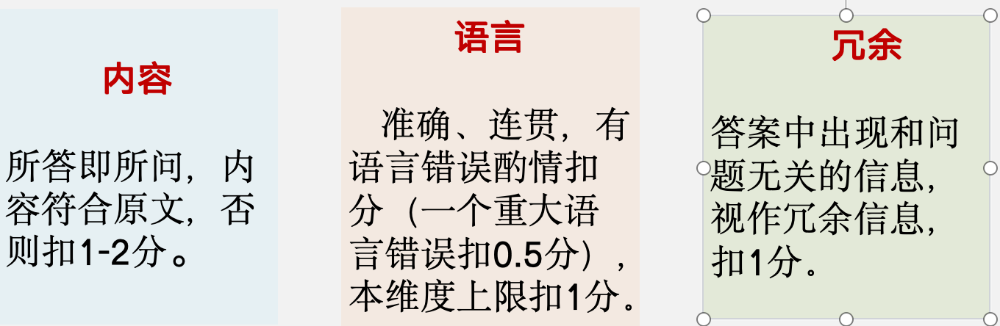 内容
所答即所问，内
容符合原文，否
则扣1-2分。
语言
准确、连贯，有
语言错误酌情扣
分（一个重大语
言错误扣0.5分），
本维度上限扣1分。
冗余
答案中出现和问
题无关的信息，
视作冗余信息，
扣1分。